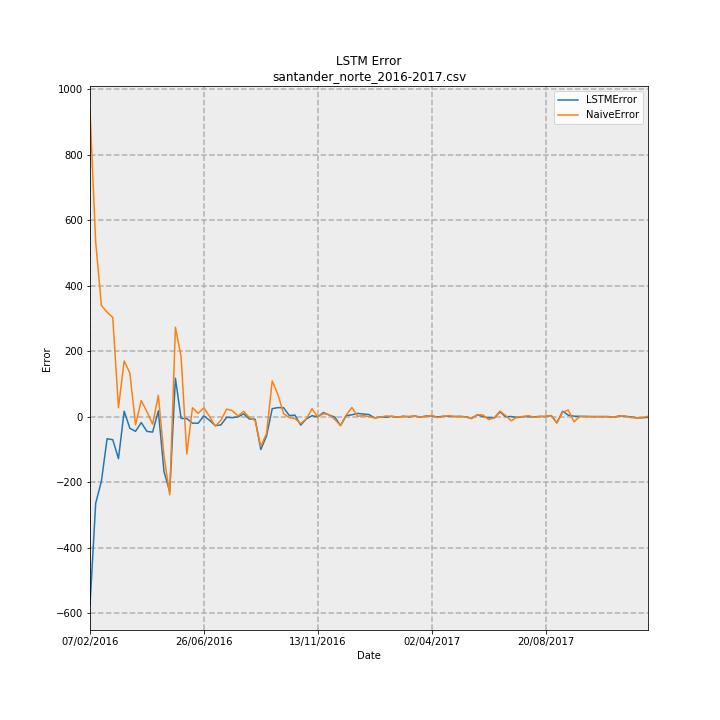 LSTM Error
santander_norte_2016-2017.csv
LSTMError
NaiveError
1000
800
600
400
200
0
−200
−400
−600
Error
07/02/2016
26/06/2016
13/11/2016
02/04/2017
20/08/2017
Date